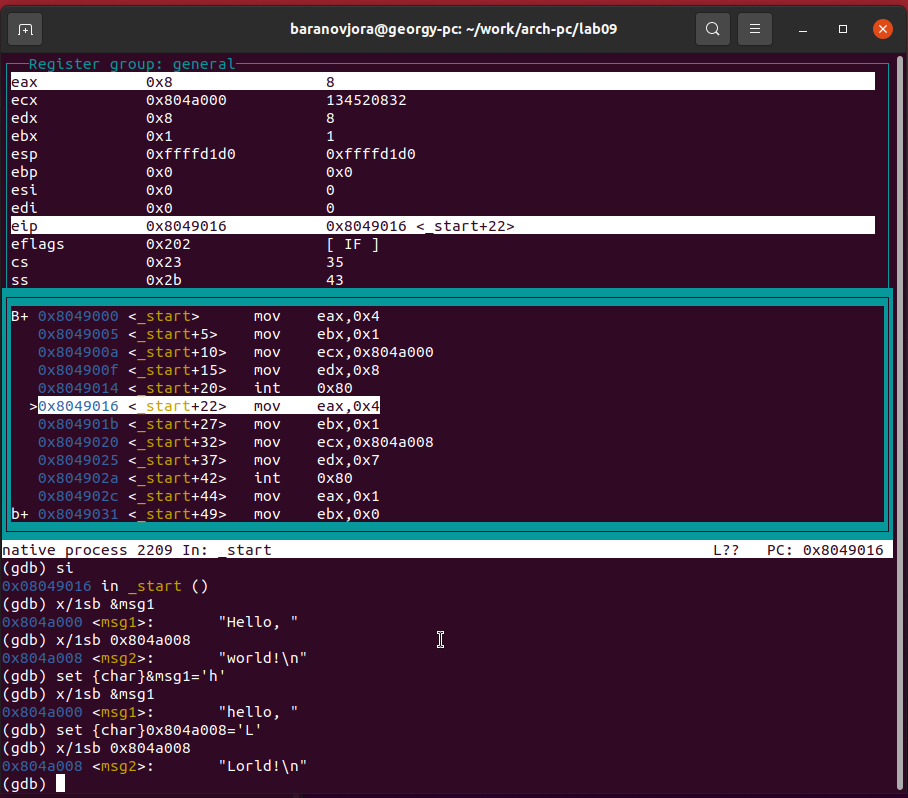 baranovjora@georgy-pc: ~/work/arch-pc/lab09
Register group: general
eax 0x8 8
ecx 0x804a000 134520832
edx 0x8 8
ebx 0x1 1
esp 0xffffd1d0 0xffffd1d0
ebp 0x0 0x0
esi 0x0 0
edi 0x0 0
eip 0x8049016 0x8049016 <_start+22>
eflags 0x202 [ IF ]
cs 0x23 35
ss 0x2b 43
B+ 0x8049000 <_start> mov eax,0x4
0x8049005 <_start+5> mov ebx,0x1
0x804900a <_start+10> mov ecx,0x804a000
0x804900f <_start+15> mov edx,0x8
0x8049014 <_start+20> int 0x80
>0x8049016 <_start+22> mov eax,0x4
0x804901b <_start+27> mov ebx,0x1
0x8049020 <_start+32> mov ecx,0x804a008
0x8049025 <_start+37> mov edx,0x7
0x804902a <_start+42> int 0x80
0x804902c <_start+44> mov eax,0x1
b+ 0x8049031 <_start+49> mov ebx,0x0
native process 2209 In: _start L?? PC: 0x8049016
(gdb) si
0x08049016 in _start ()
(gdb) x/1sb &msg1
0x804a000 <msg1>: "Hello, "
(gdb) x/1sb 0x804a008
0x804a008 <msg2>: "world!\n"
(gdb) set {char}&msg1='h'
(gdb) x/1sb &msg1
0x804a000 <msg1>: "hello, "
(gdb) set {char}0x804a008='L'
(gdb) x/1sb 0x804a008
0x804a008 <msg2>: "Lorld!\n"
(gdb)